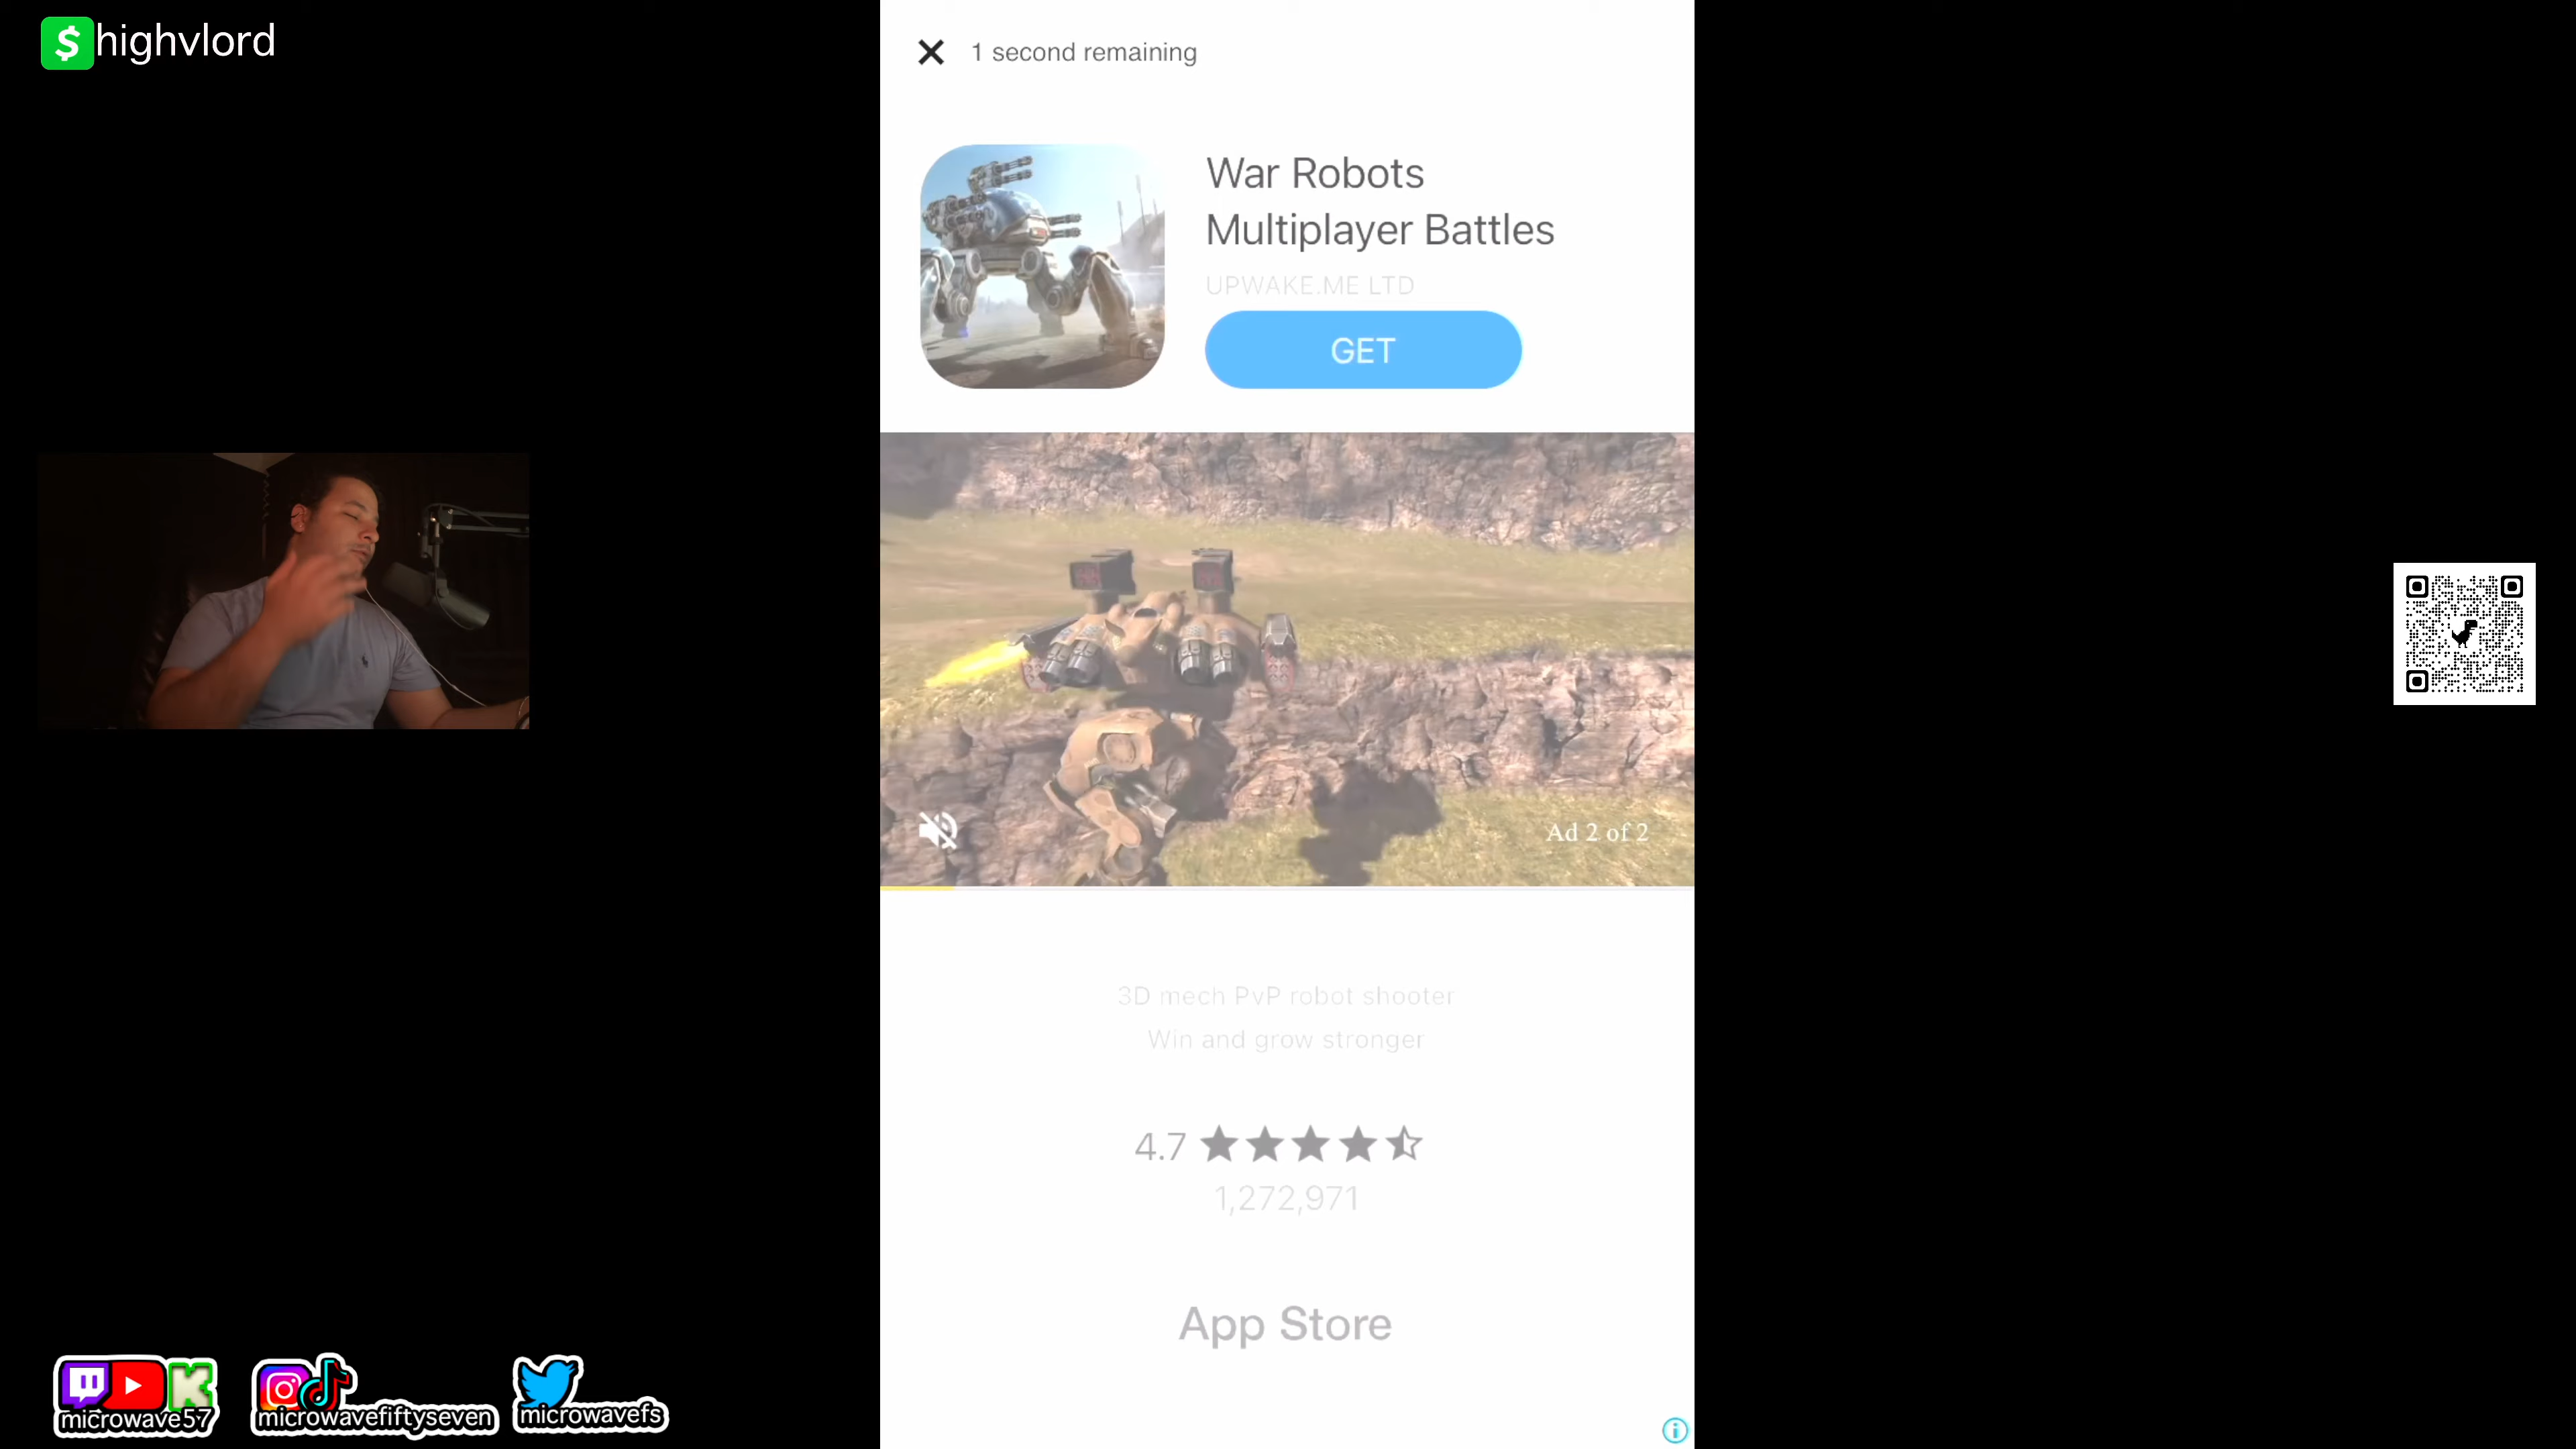 $highvlord
1 second remaining
War Robots
Multiplayer Battles
UPWAKE.ME LTD
GET
Ad 2 of 2
3D mech PvP robot shooter
Win and grow stronger
4.7
1,272,971
App Store
microwave57
microwavefiftyseven
microwavefs